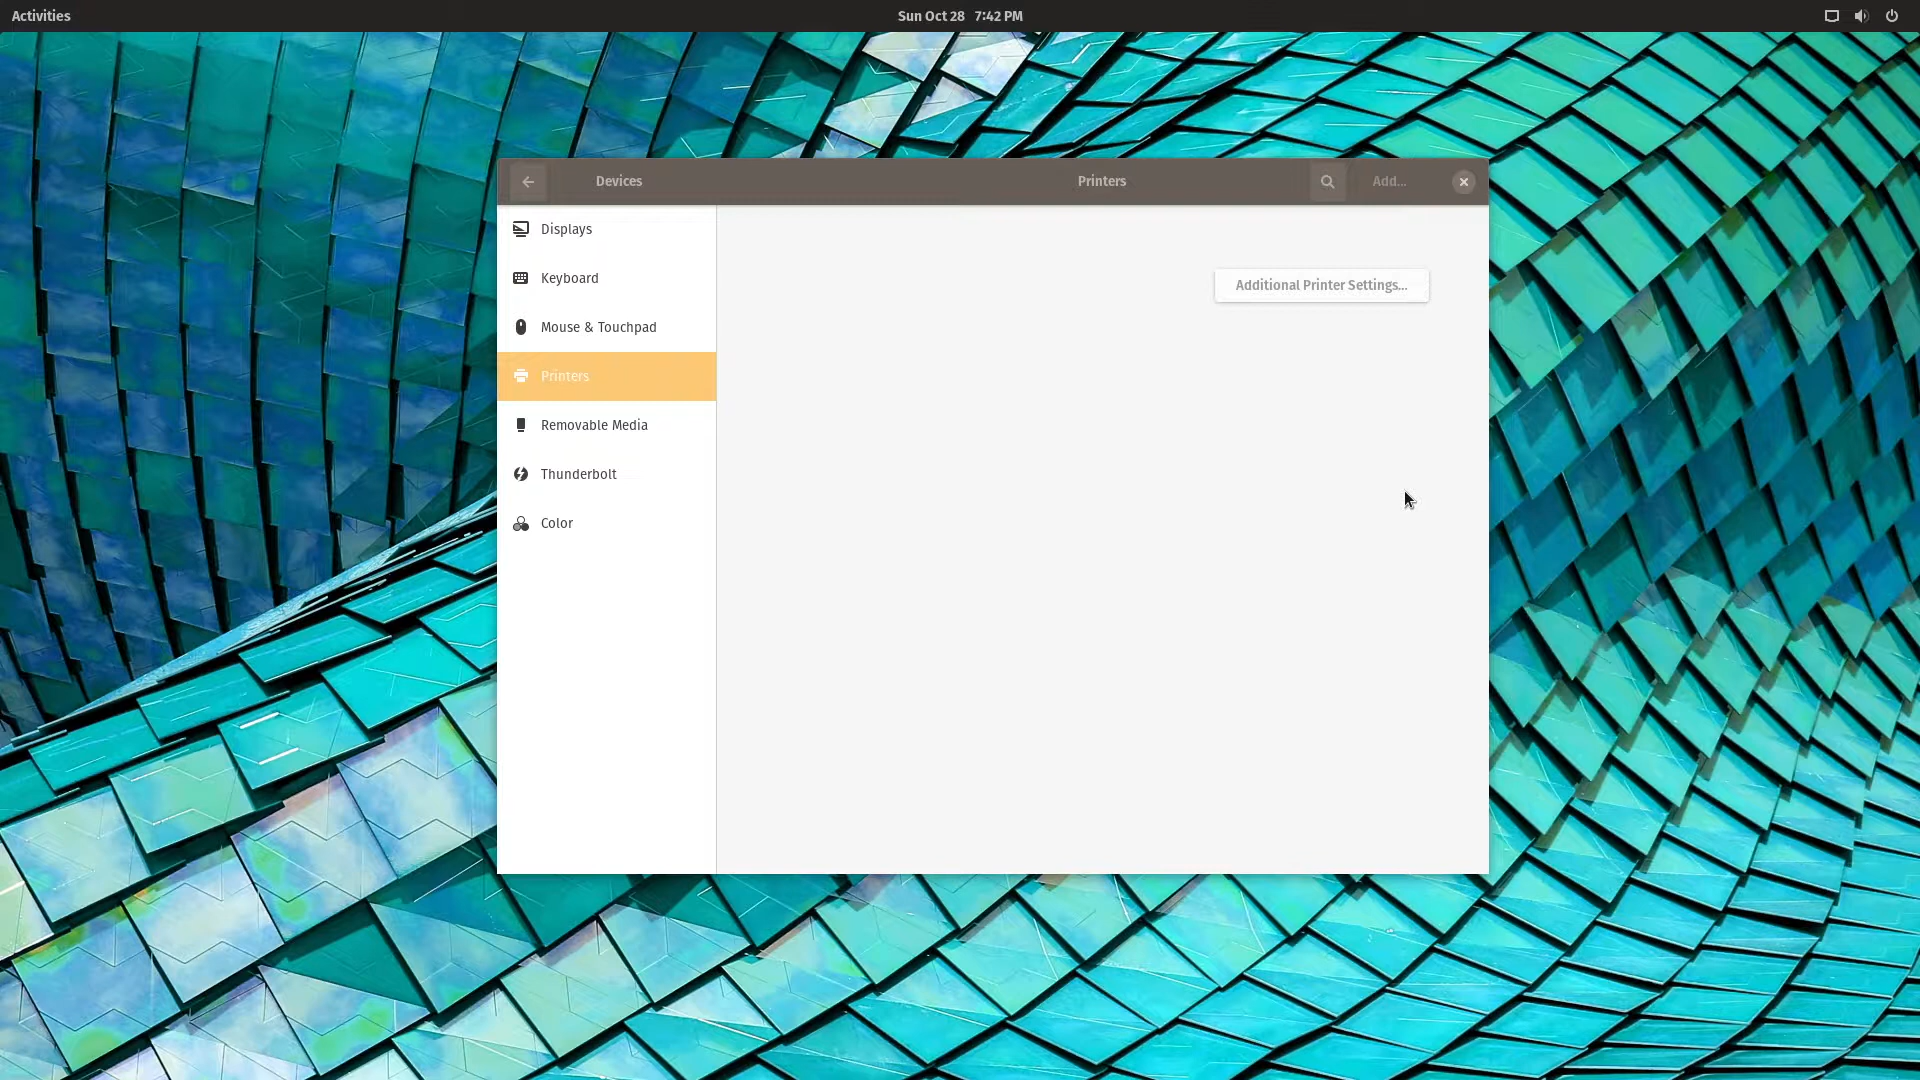 Activities
Sun Oct 28 7:42 PM
Devices
Printers
Add...
Displays
Keyboard
Mouse & Touchpad
Printers
Removable Media
Thunderbolt
Color
Additional Printer Settings...